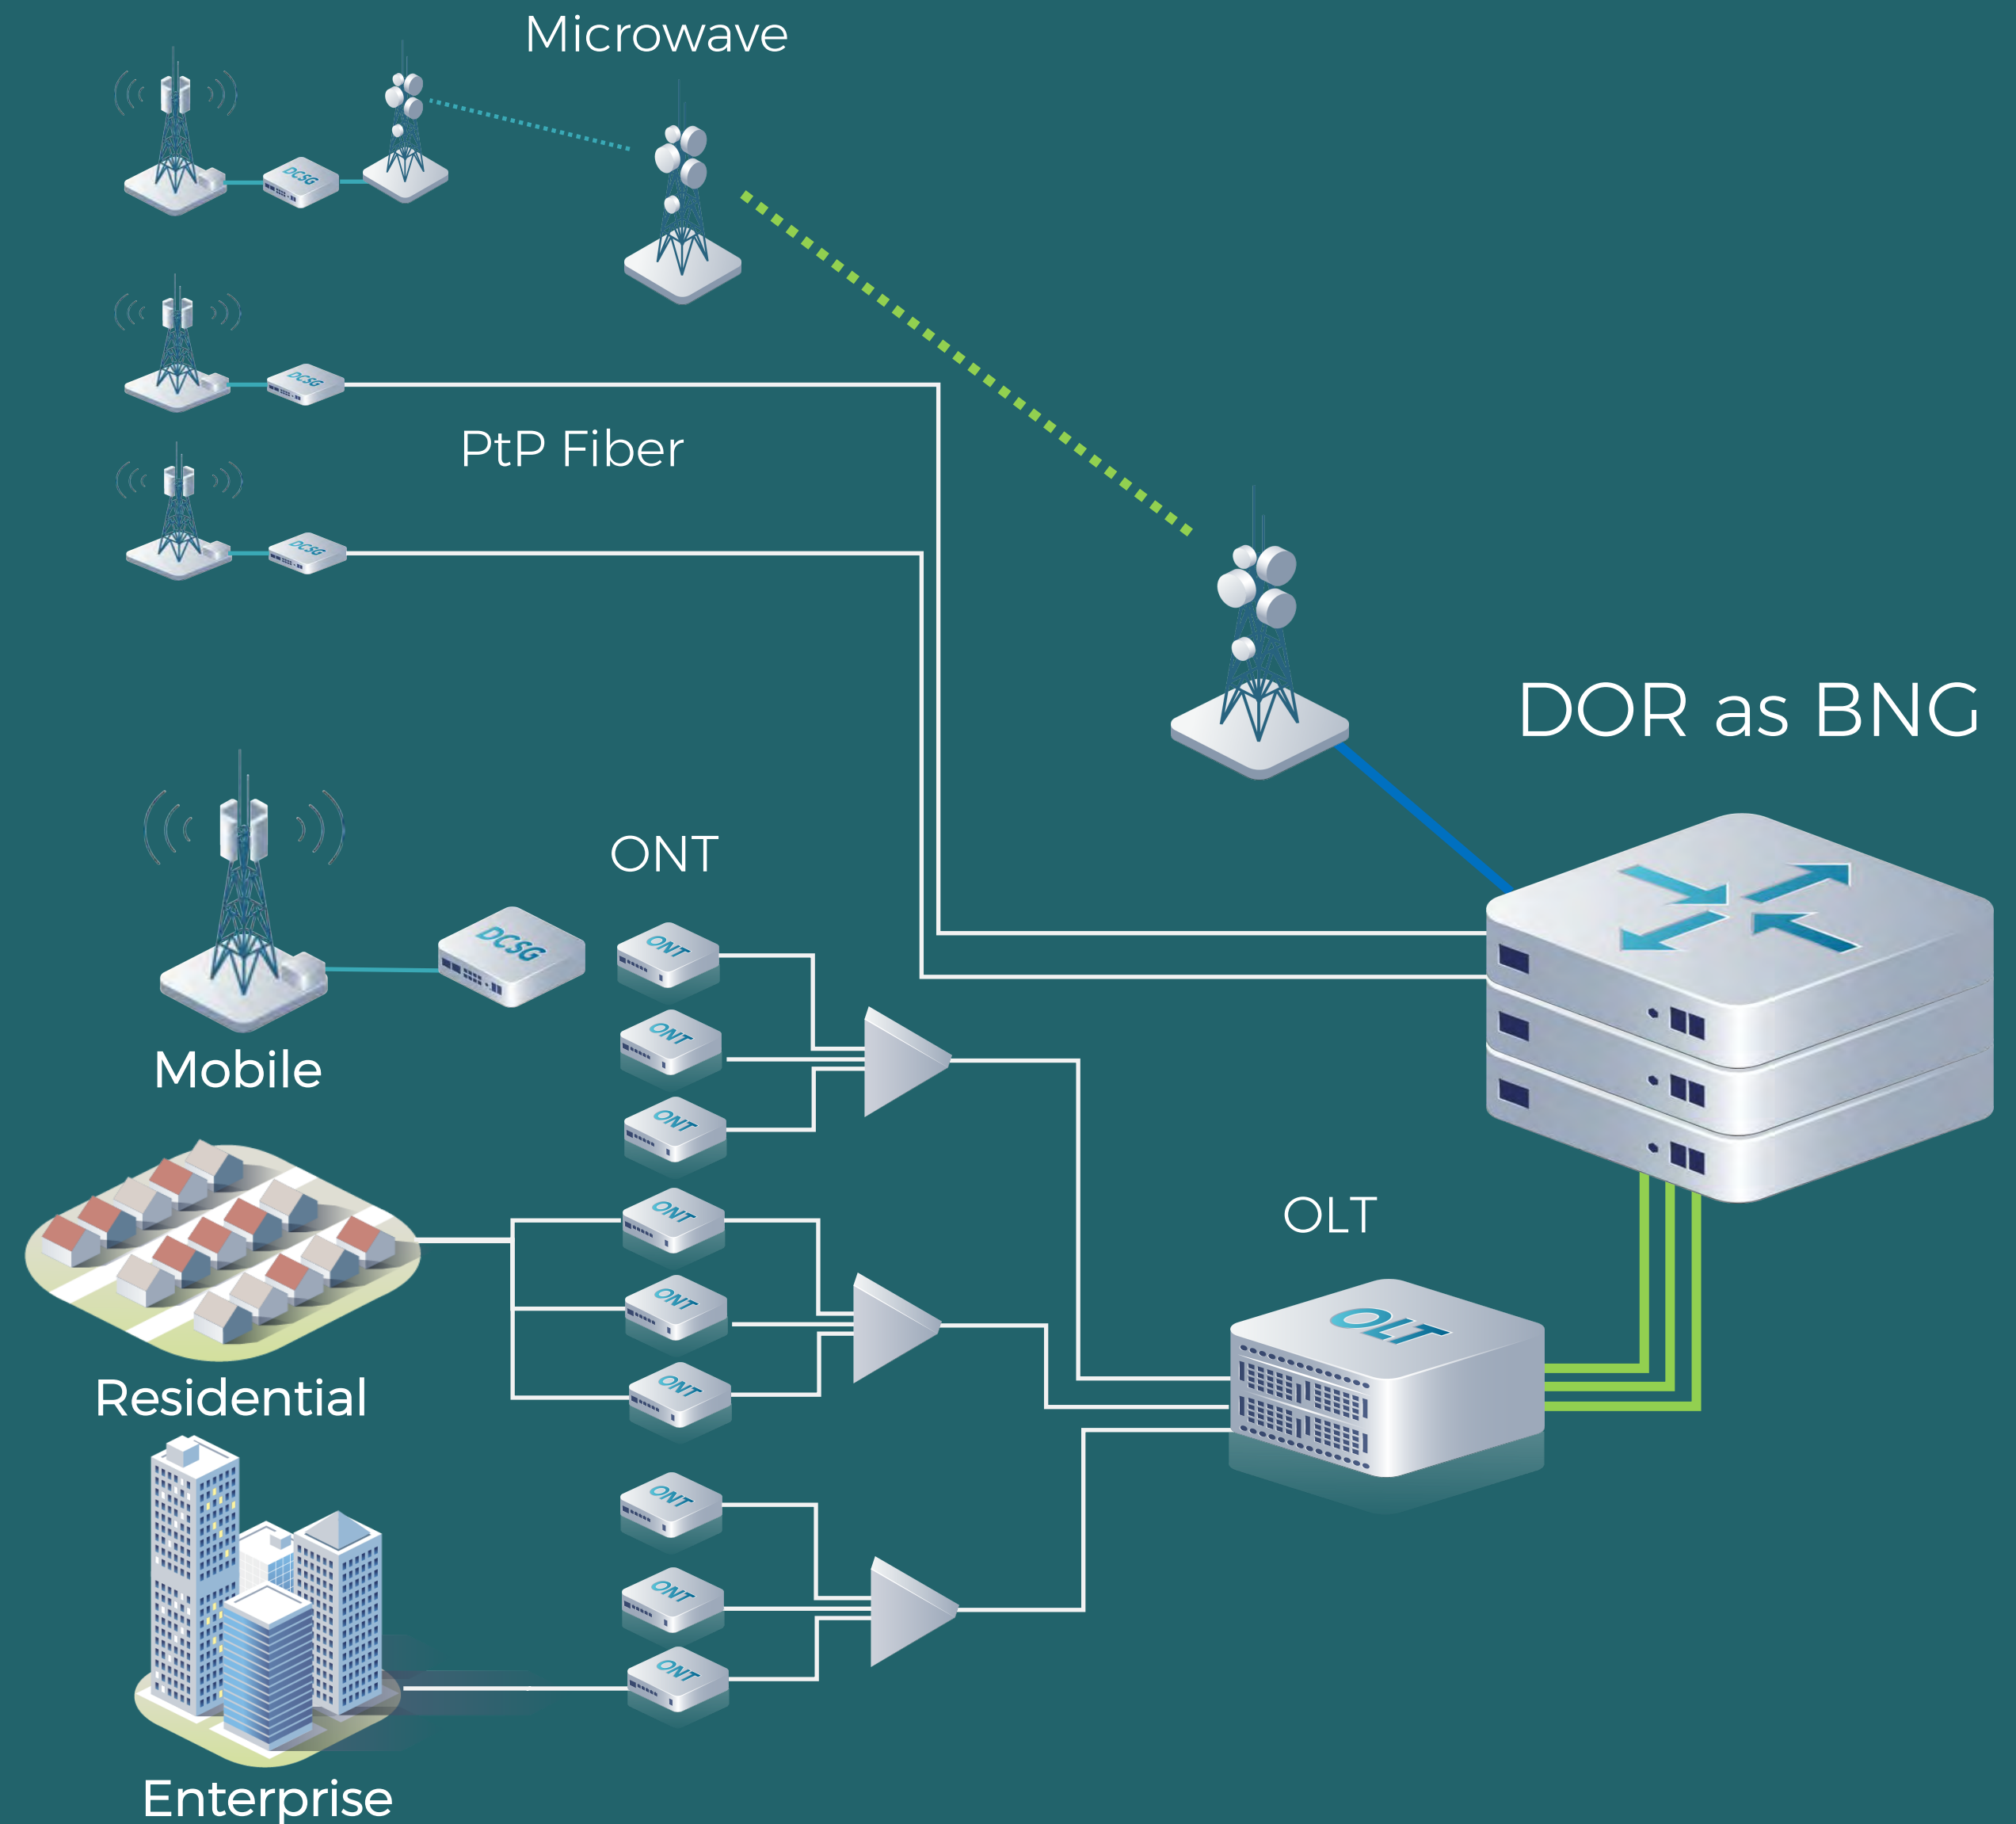 Microwave
DCSG
DCSG
PtP Fiber
DCSG
DOR as BNG
ONT
DCSG
ONT
ONT
Mobile
ONT
ONT
OLT
ONT
OLT
ONT
Residential
ONT
ONT
ONT
Enterprise